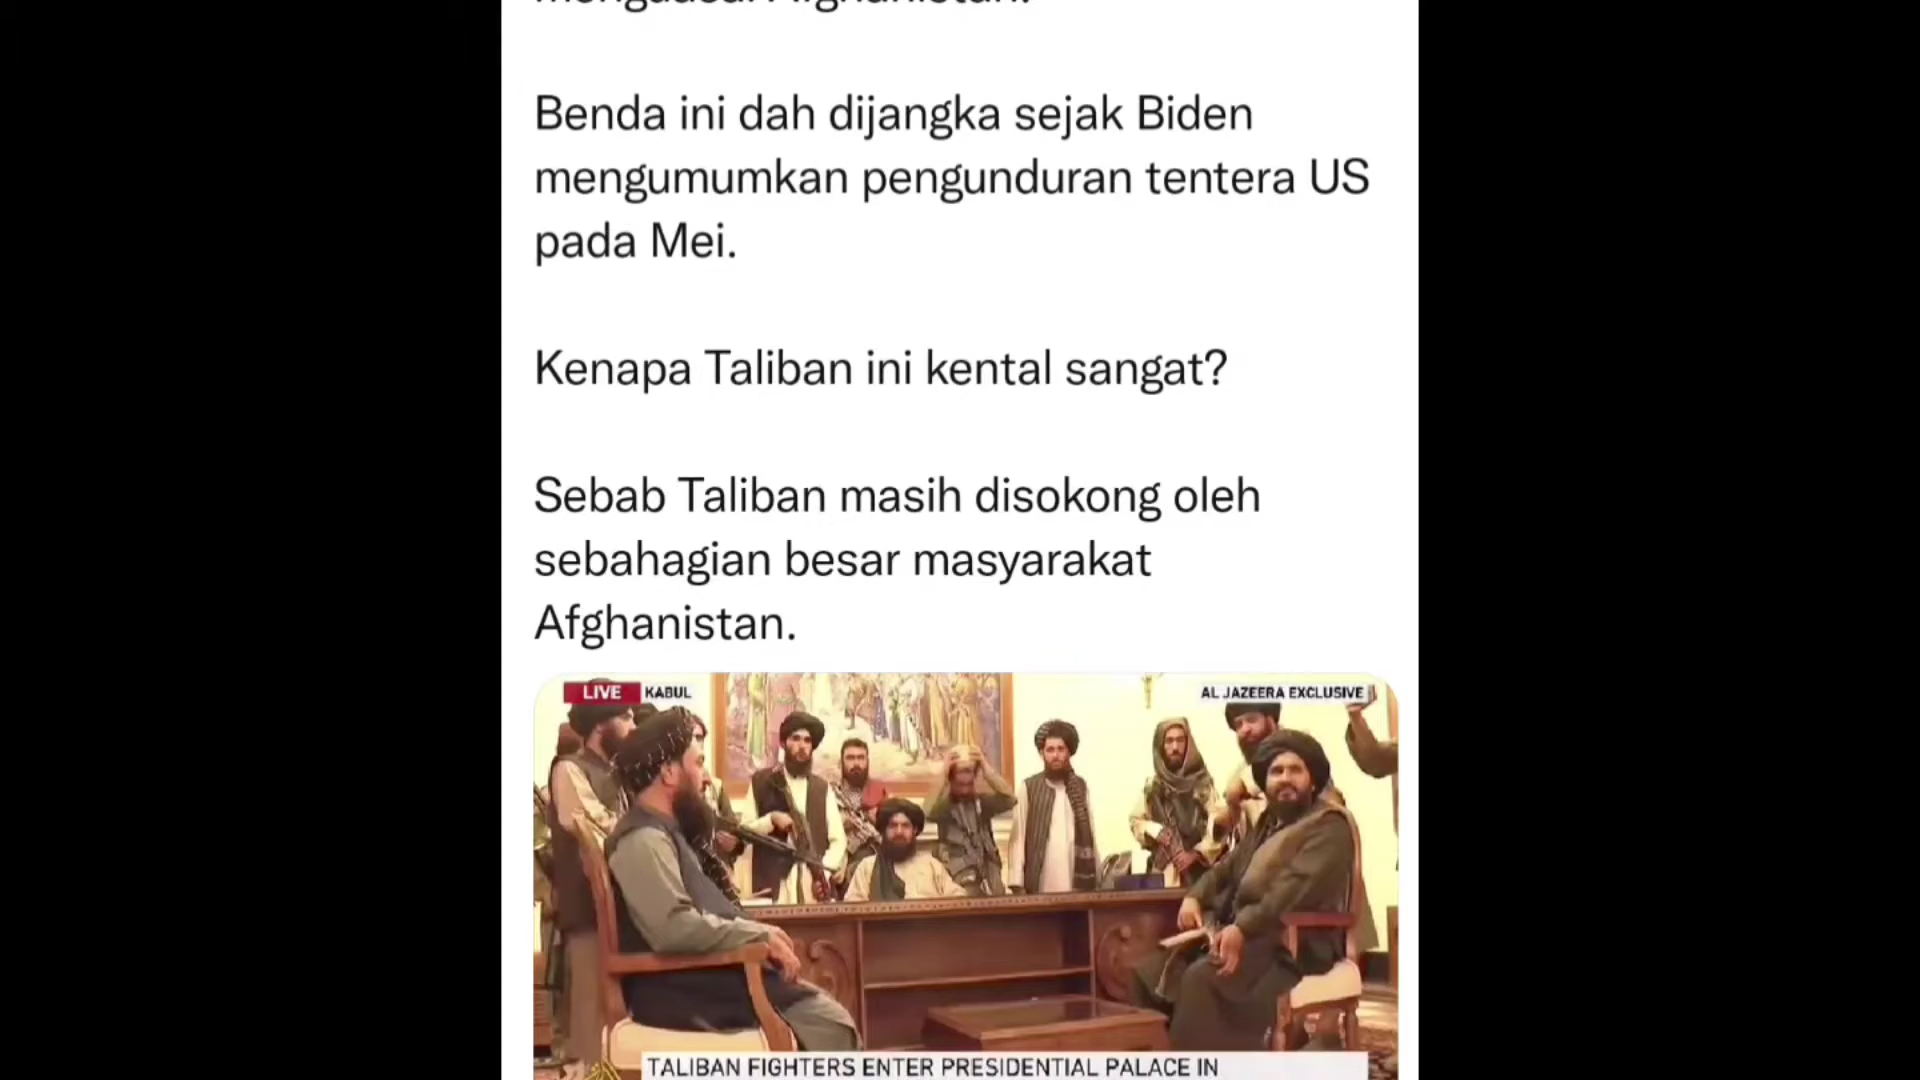 Benda ini dah dijangka sejak Biden
mengumumkan pengunduran tentera US
pada Mei.
Kenapa Taliban ini kental sangat?
Sebab Taliban masih disokong oleh
sebahagian besar masyarakat
Afghanistan.
LIVE KABUL
AL JAZEERA EXCLUSIVE
TALIBAN FIGHTERS ENTER PRESIDENTIAL PALACE IN